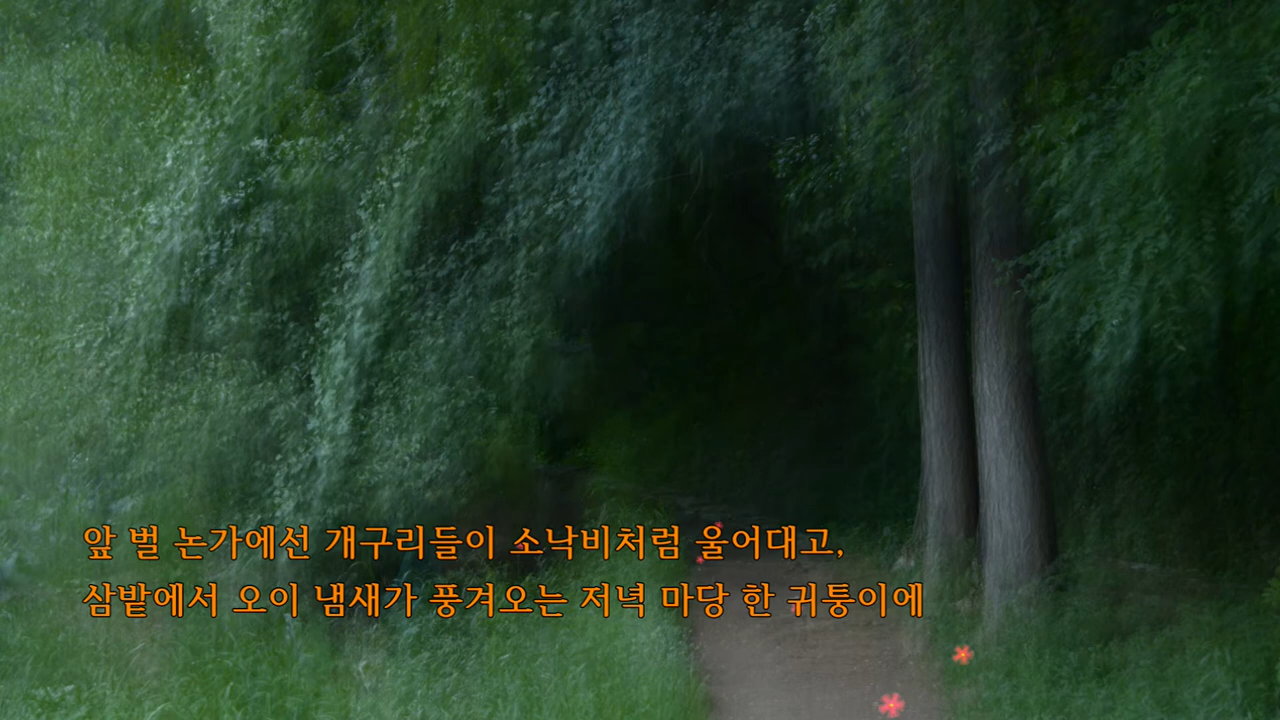 앞 벌 논가에선 개구리들이 소낙비처럼 울어대고,
삼밭에서 오이 냄새가 풍겨오는 저녁 마당 한 귀퉁이에